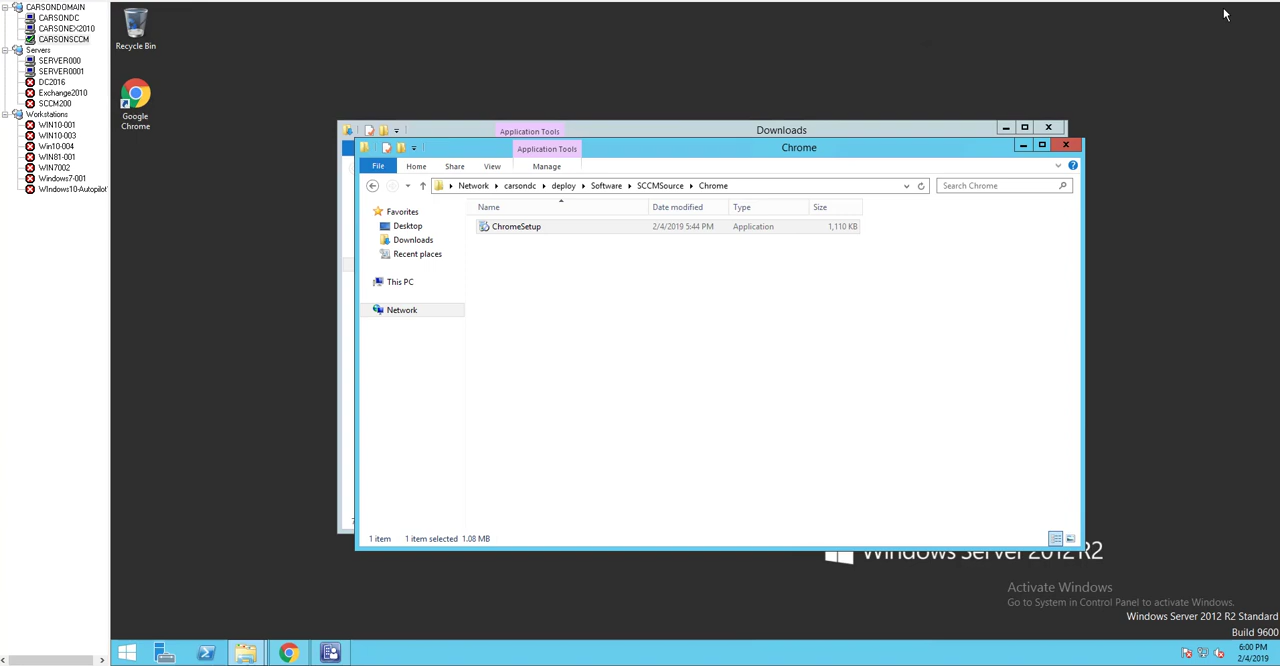 CARSONDOMAIN
CARSONDC
CARSONEX2010
CARSONSCCM
Servers
SERVER000
SERVER0001
DC2016
Exchange2010
SCCM200
Workstations
WIN10-001
WIN10-003
Win10-004
WIN81-001
WIN7002
Windows7-001
Windows10-Autopilot
Recycle Bin
Google
Chrome
Application Tools
Downloads
Application Tools
Chrome
File
Home
Share
View
Manage
Network
carsondc
deploy
Software
SCCMSource
Chrome
Search Chrome
Name
Date modified
Type
Size
Favorites
Desktop
Downloads
Recent places
This PC
Network
ChromeSetup
2/4/2019 5:44 PM
Application
1,110 KB
1 item
1 item selected 1.08 MB
Windows Server 2012 R2
Activate Windows
Go to System in Control Panel to activate Windows.
Windows Server 2012 R2 Standard
Build 9600
6:00 PM
2/4/2019